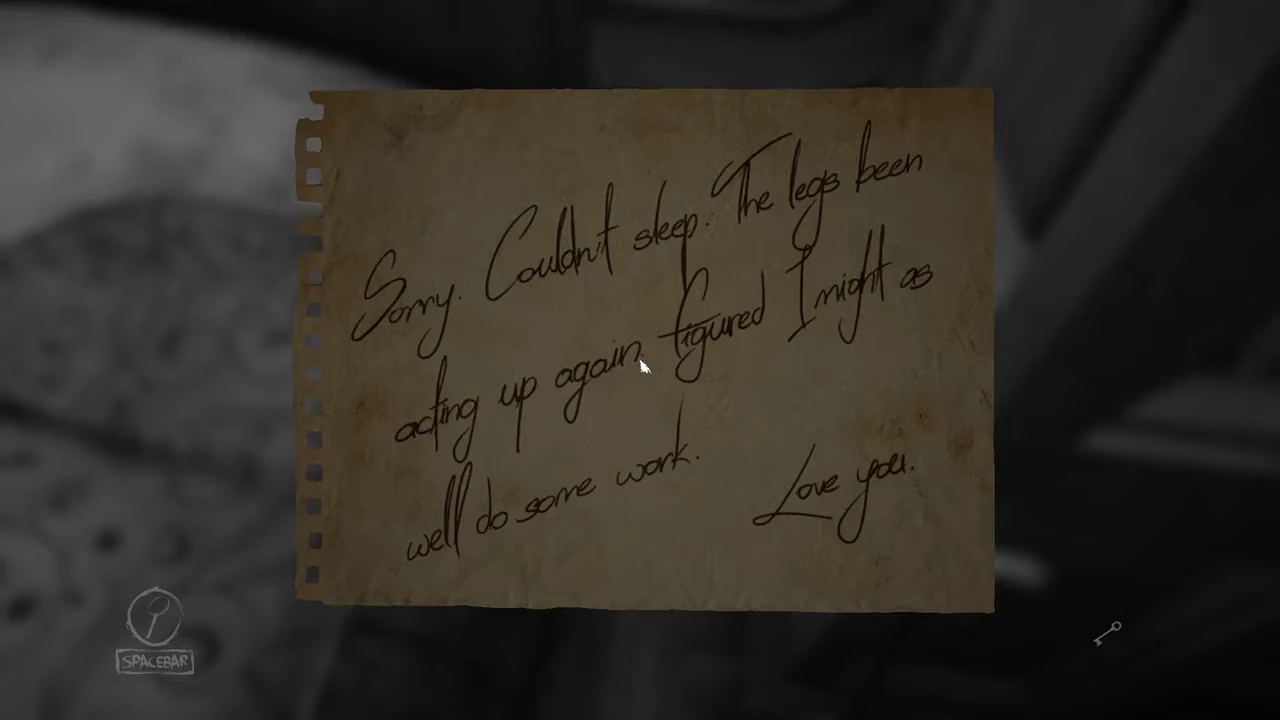 Sorry. Couldn't sleep. The legs been
acting up again, figured I might as
well do some work.
Love you.
SPACEBAR